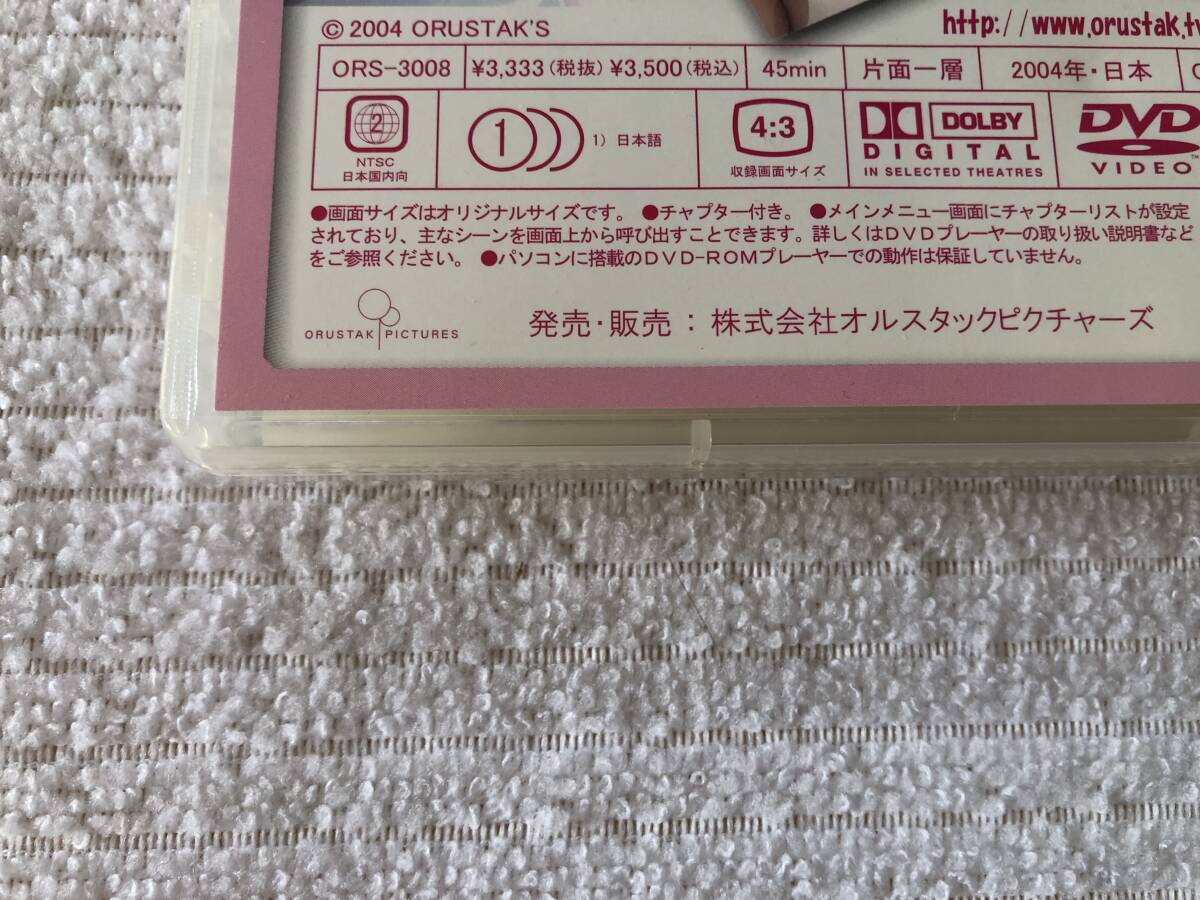 © 2004 ORUSTAK'S
http://www.orustak.tv
ORS-3008 ¥3,333(税抜) ¥3,500(税込) 45min 片面一層 2004年・日本
2
NTSC
日本国内向
1 1) 日本語
4:3
収録画面サイズ
DOLBY
DIGITAL
IN SELECTED THEATRES
DVD
VIDEO
●画面サイズはオリジナルサイズです。 ●チャプター付き。 ●メインメニュー画面にチャプターリストが設定
されており、主なシーンを画面上から呼び出すことできます。詳しくはDVDプレーヤーの取り扱い説明書など
をご参照ください。 ●パソコンに搭載のDVD-ROMプレーヤーでの動作は保証していません。
ORUSTAK PICTURES
発売・販売：株式会社オルスタックピクチャーズ